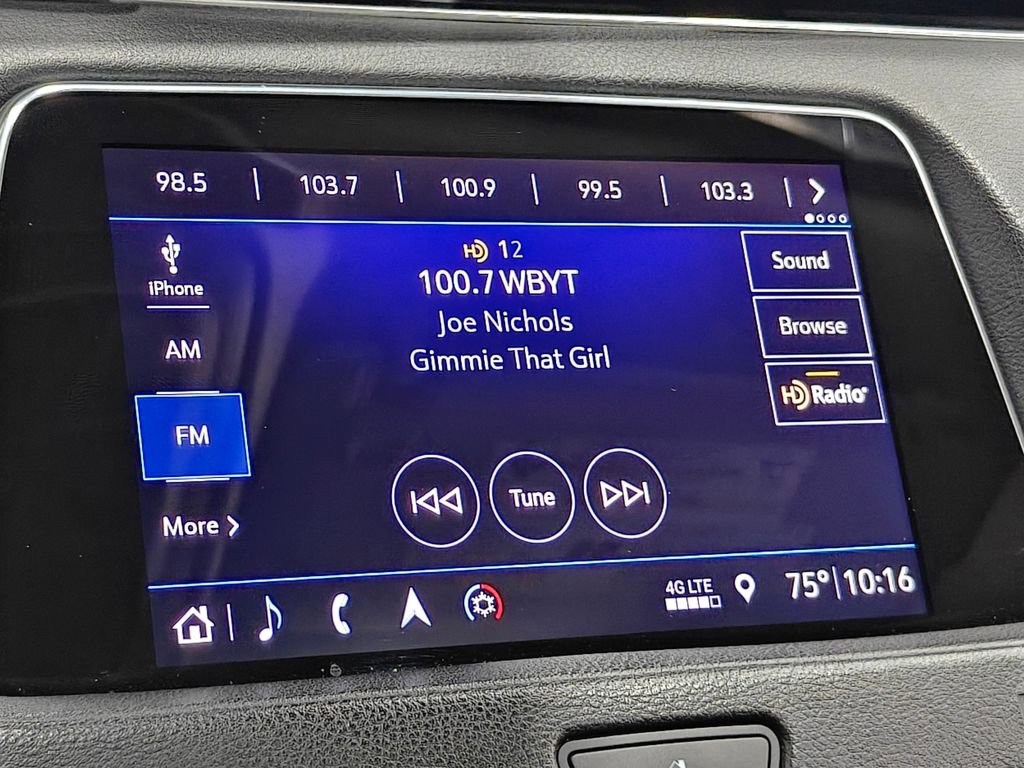 98.5 | 103.7 | 100.9 | 99.5 | 103.3 |
HD 12
100.7 WBYT
Joe Nichols
Gimmie That Girl
iPhone
AM
FM
More
Sound
Browse
HD Radio
Tune
4G LTE
75° | 10:16